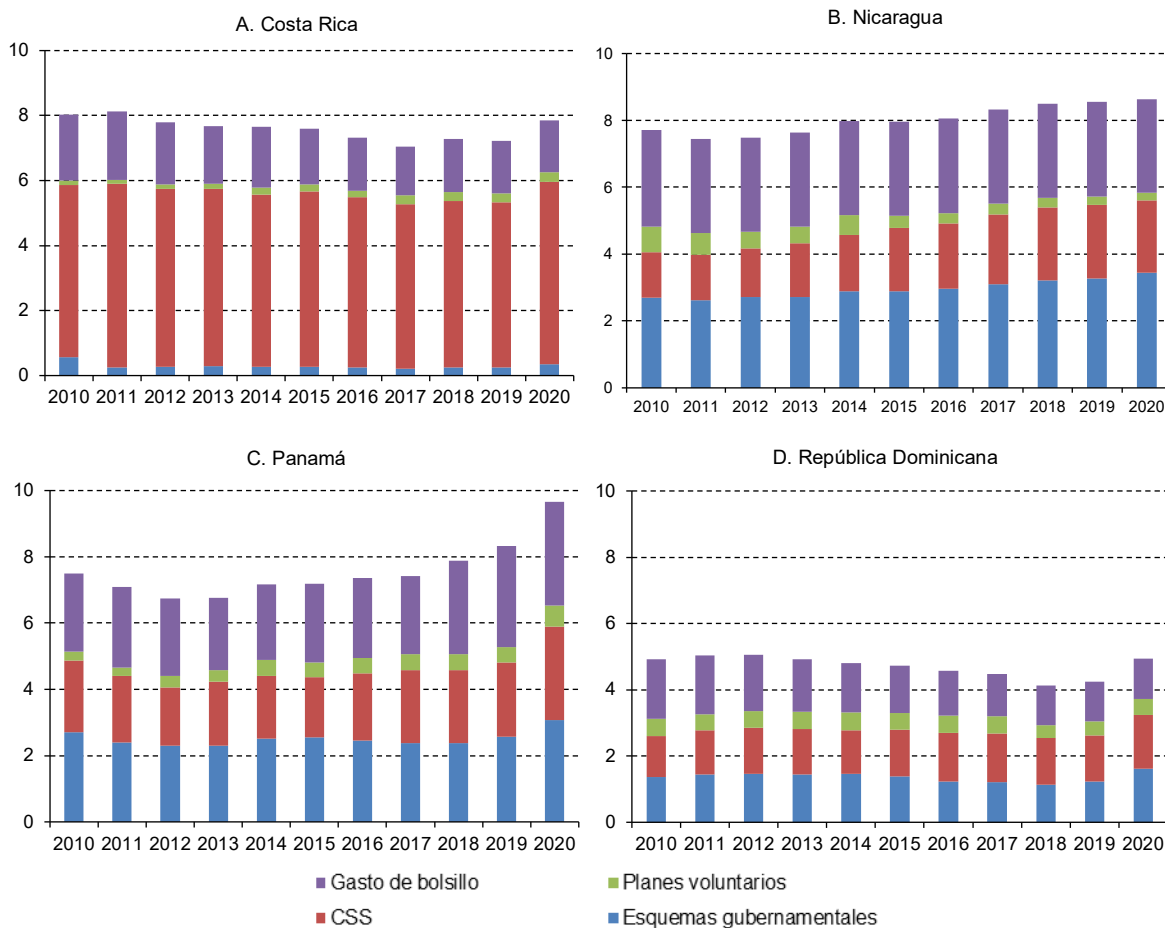 A. Costa Rica
10
8
6
4
2
0
2010 2011 2012 2013 2014 2015 2016 2017 2018 2019 2020
B. Nicaragua
10
8
6
4
2
0
2010 2011 2012 2013 2014 2015 2016 2017 2018 2019 2020
C. Panamá
10
8
6
4
2
0
2010 2011 2012 2013 2014 2015 2016 2017 2018 2019 2020
D. República Dominicana
10
8
6
4
2
0
2010 2011 2012 2013 2014 2015 2016 2017 2018 2019 2020
Gasto de bolsillo
Planes voluntarios
CSS
Esquemas gubernamentales